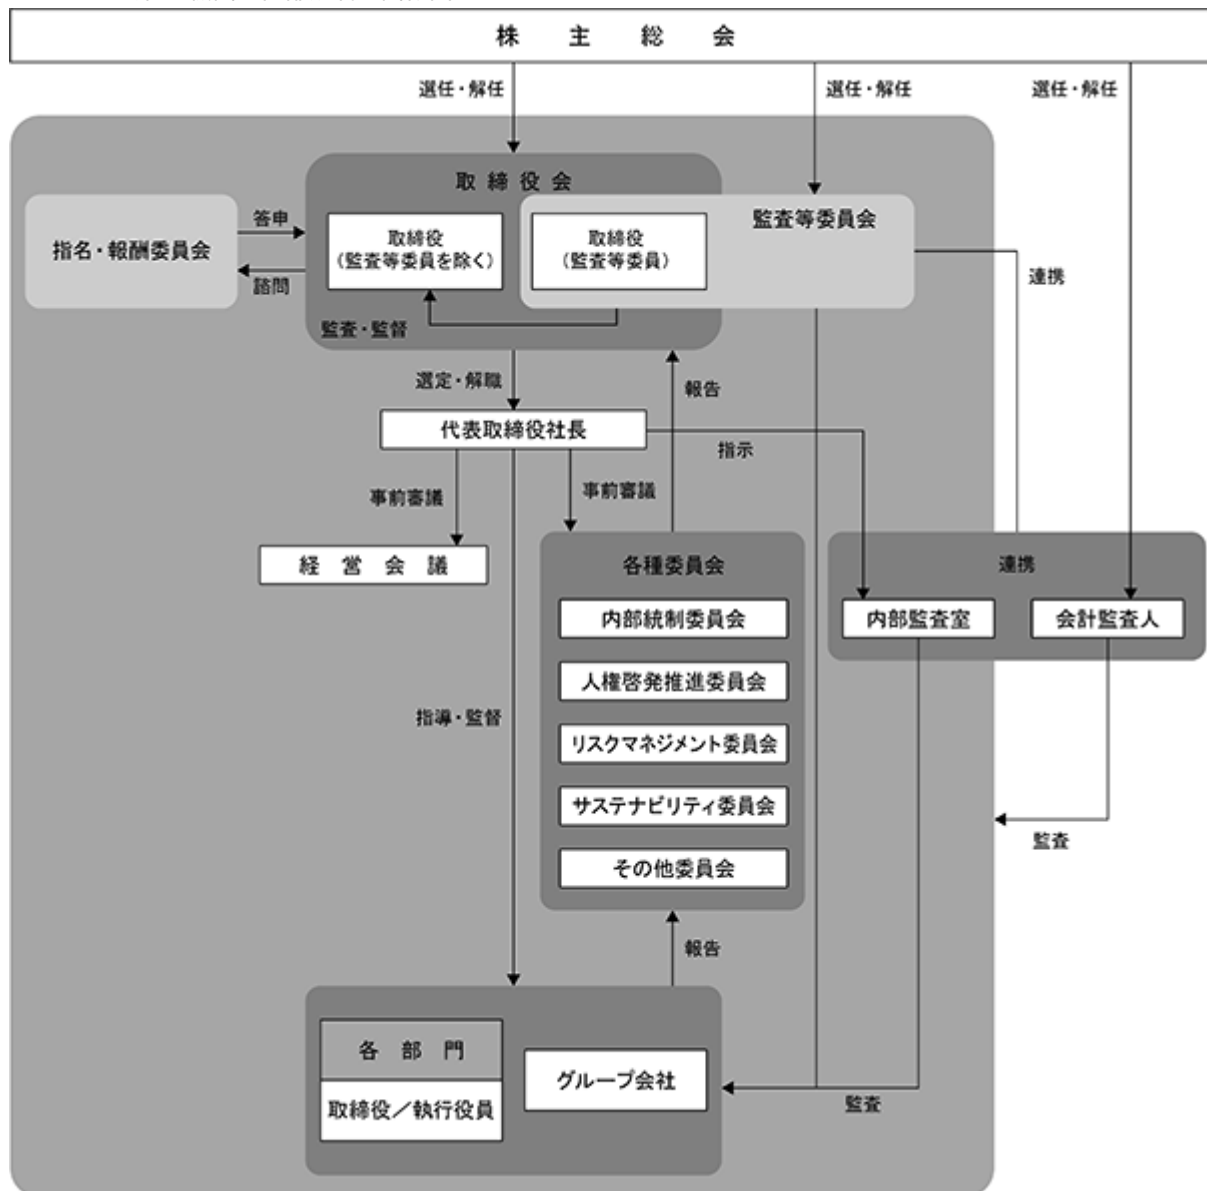 株主総会
選任・解任
選任・解任
選任・解任
取締役会
監査等委員会
指名・報酬委員会
答申
諮問
取締役
(監査等委員を除く)
取締役
(監査等委員)
連携
監査・監督
選定・解職
報告
代表取締役社長
指示
事前審議
事前審議
経営会議
各種委員会
連携
内部統制委員会
内部監査室
会計監査人
人権啓発推進委員会
指導・監督
リスクマネジメント委員会
サステナビリティ委員会
監査
その他委員会
報告
各部門
取締役／執行役員
グループ会社
監査